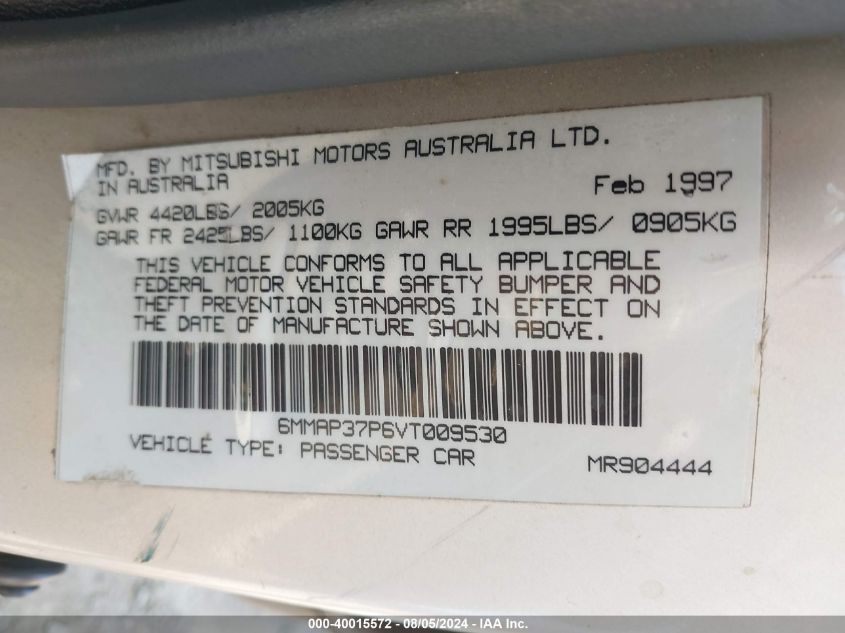 MFD. BY MITSUBISHI MOTORS AUSTRALIA LTD.
IN AUSTRALIA Feb 1997
GVWR 4420LBS/ 2005KG
GAWR FR 2425LBS/ 1100KG GAWR RR 1995LBS/ 0905KG
THIS VEHICLE CONFORMS TO ALL APPLICABLE
FEDERAL MOTOR VEHICLE SAFETY BUMPER AND
THEFT PREVENTION STANDARDS IN EFFECT ON
THE DATE OF MANUFACTURE SHOWN ABOVE.
6MMAP37P6VT009530
VEHICLE TYPE: PASSENGER CAR MR904444
000-40015572 - 08/05/2024 - IAA Inc.